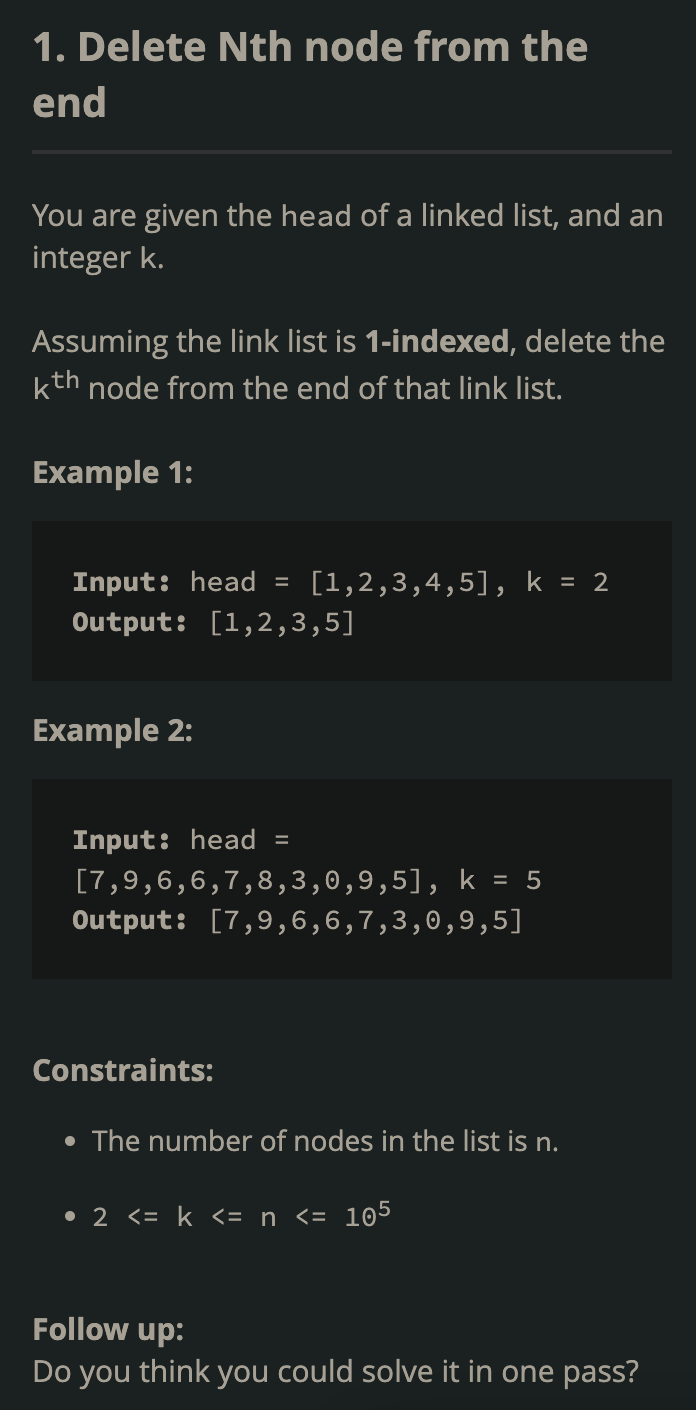 1. Delete Nth node from the
end
You are given the head of a linked list, and an
integer k.
Assuming the link list is 1-indexed, delete the
kth node from the end of that link list.
Example 1:
Input: head = [1,2,3,4,5], k = 2
Output: [1,2,3,5]
Example 2:
Input: head =
[7,9,6,6,7,8,3,0,9,5], k = 5
Output: [7,9,6,6,7,3,0,9,5]
Constraints:
• The number of nodes in the list is n.
• 2 <= k <= n <= 10^5
Follow up:
Do you think you could solve it in one pass?